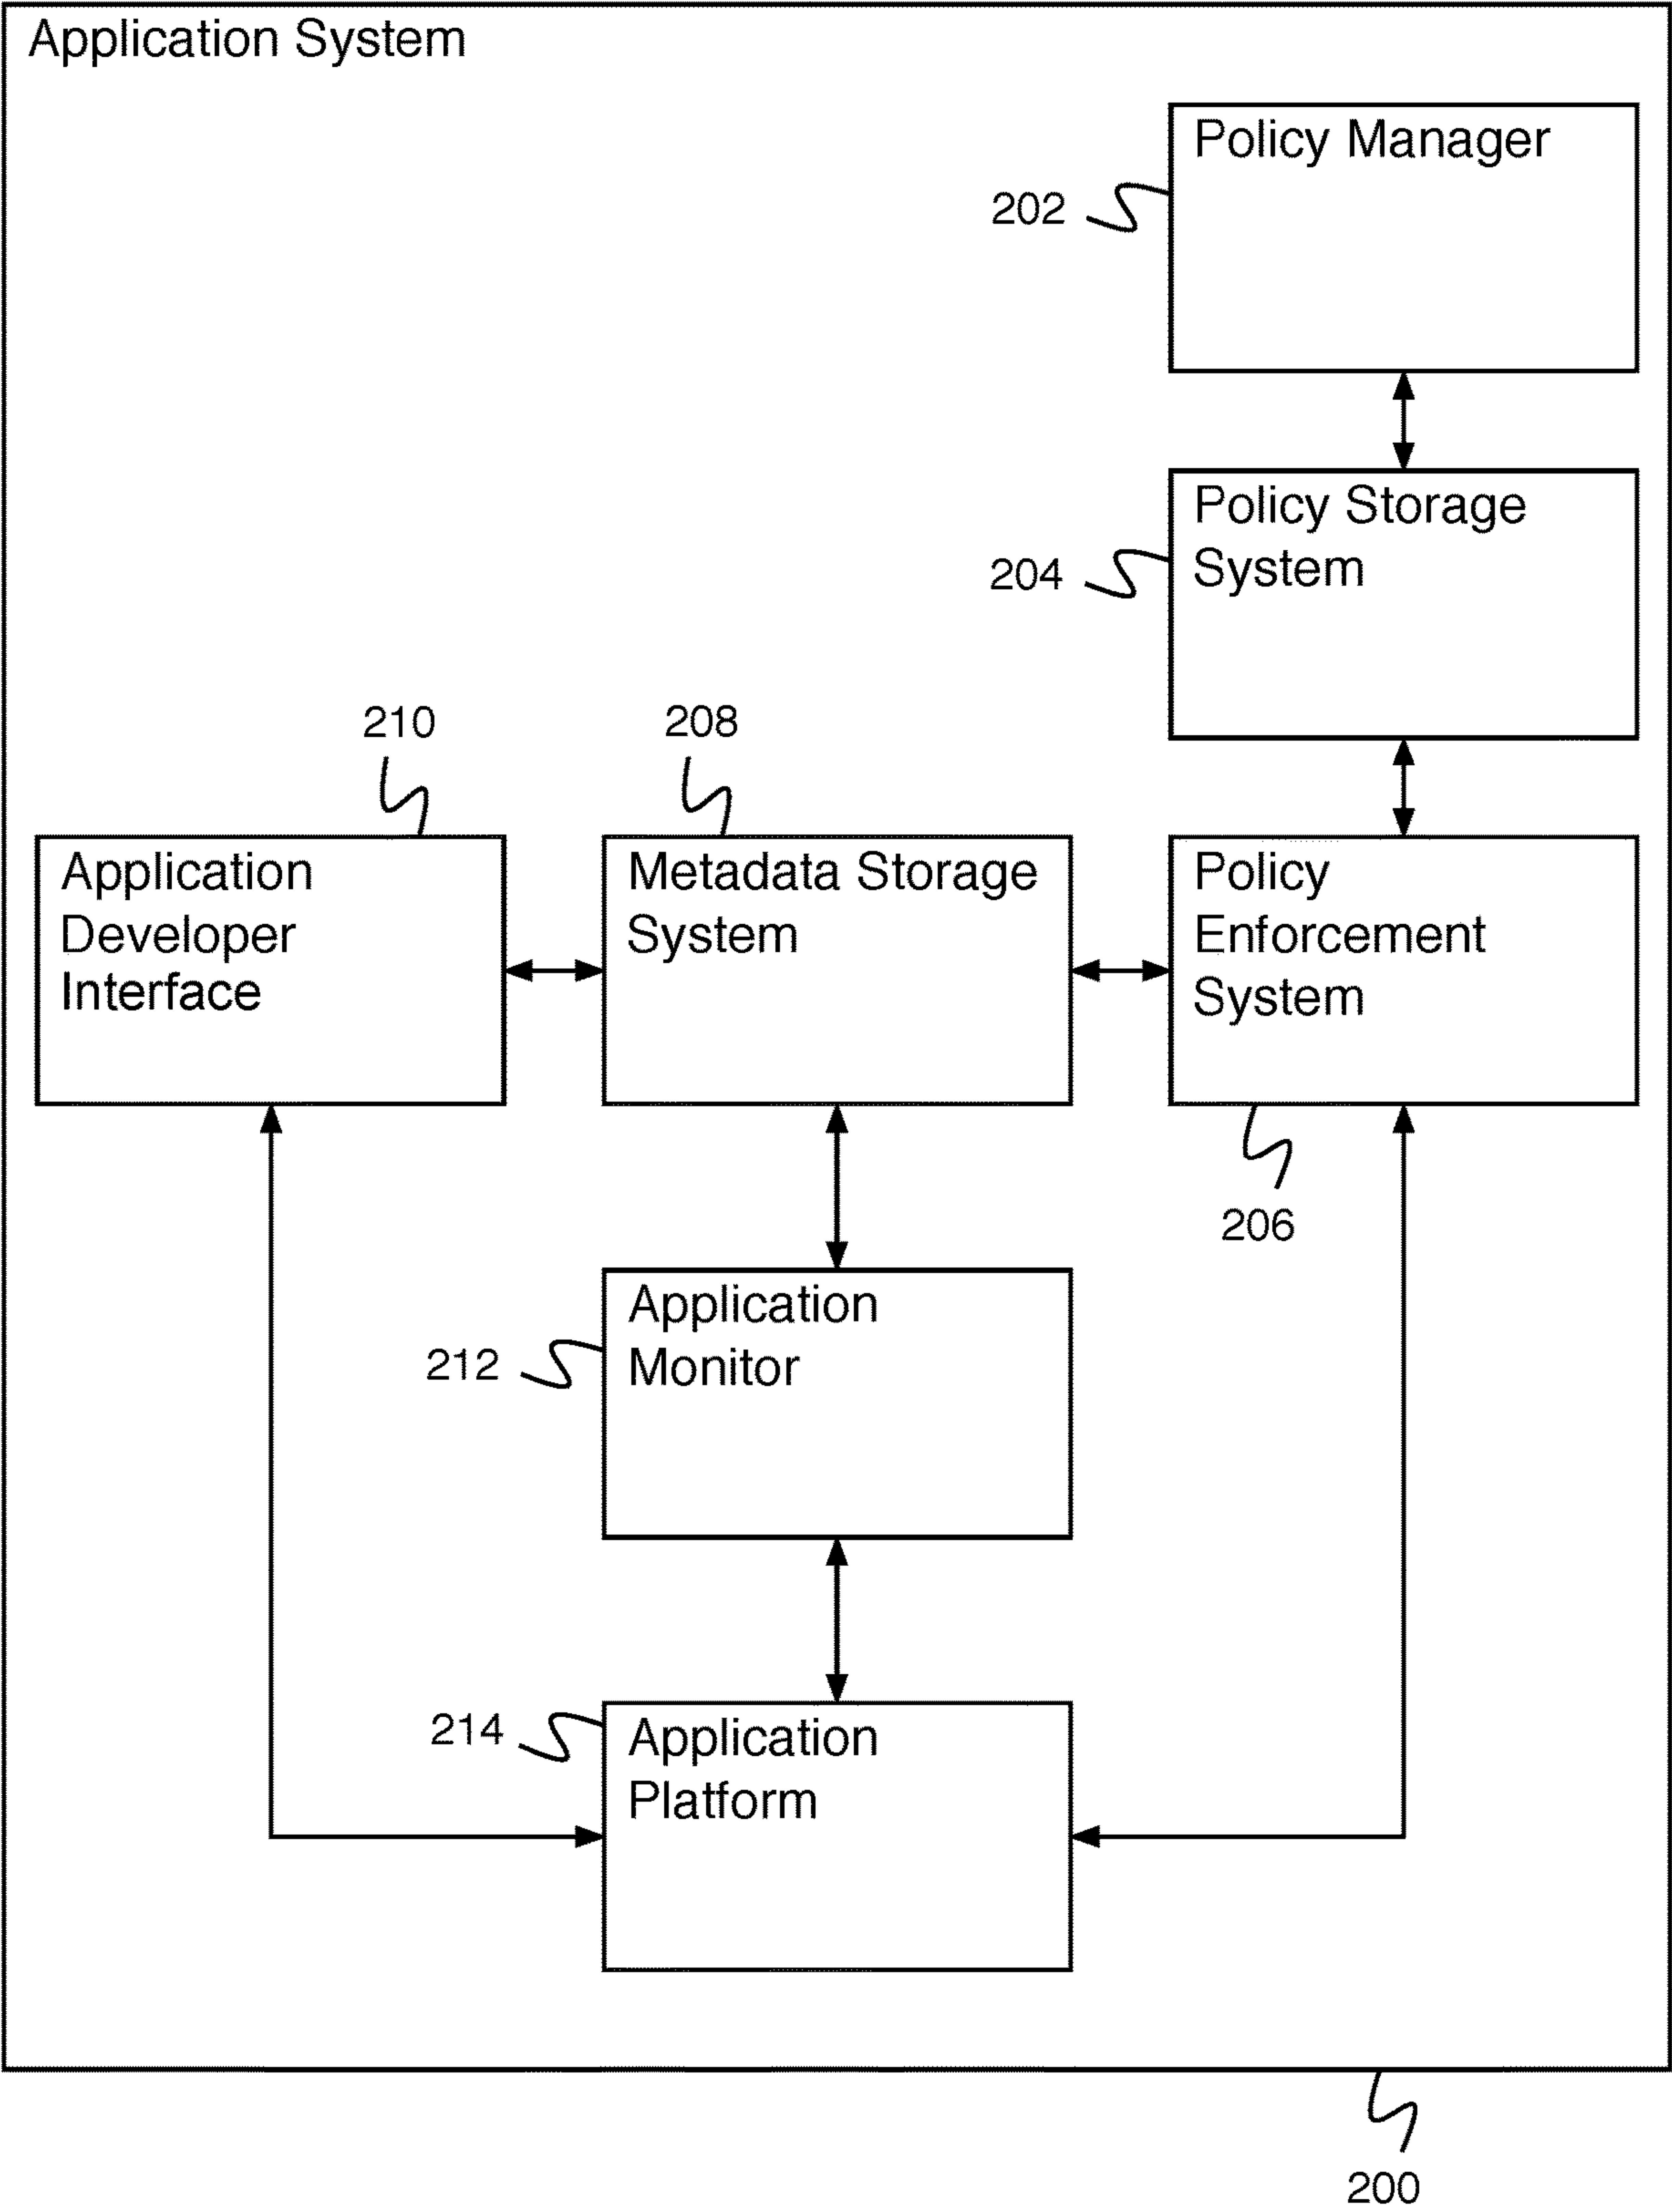 Application System
Policy Manager
202
Policy Storage
System
204
210
208
Application
Developer
Interface
Metadata Storage
System
Policy
Enforcement
System
206
Application
Monitor
212
214
Application
Platform
200